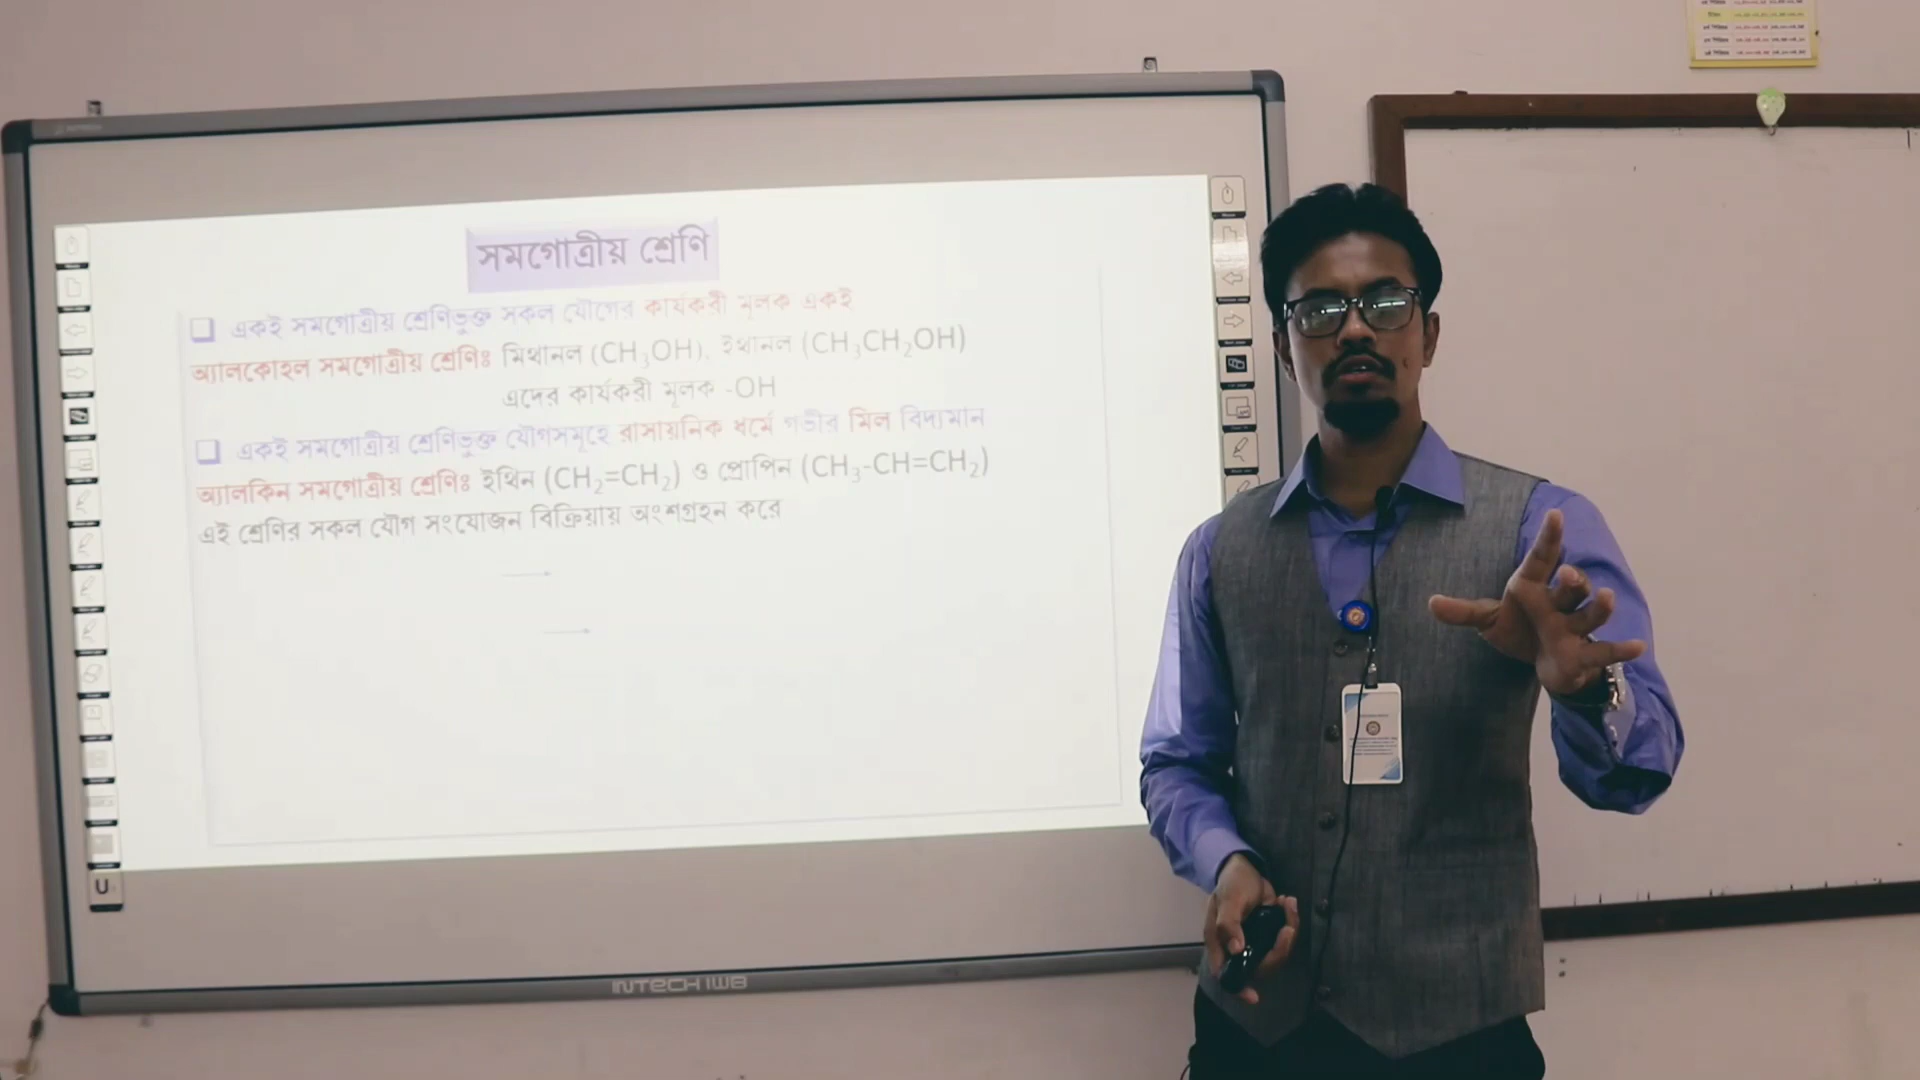 সমগোত্রীয় শ্রেণি
একই সমগোত্রীয় শ্রেণিভুক্ত সকল যৌগের কার্যকরী মূলক একই
অ্যালকোহল সমগোত্রীয় শ্রেণিঃ মিথানল (CH₃OH), ইথানল (CH₃CH₂OH)
এদের কার্যকরী মূলক -OH
একই সমগোত্রীয় শ্রেণিভুক্ত যৌগসমূহে রাসায়নিক ধর্মে গভীর মিল বিদ্যমান
অ্যালকিন সমগোত্রীয় শ্রেণিঃ ইথিন (CH₂=CH₂) ও প্রোপিন (CH₃-CH=CH₂)
এই শ্রেণির সকল যৌগ সংযোজন বিক্রিয়ায় অংশগ্রহন করে
U
INTECH IWB